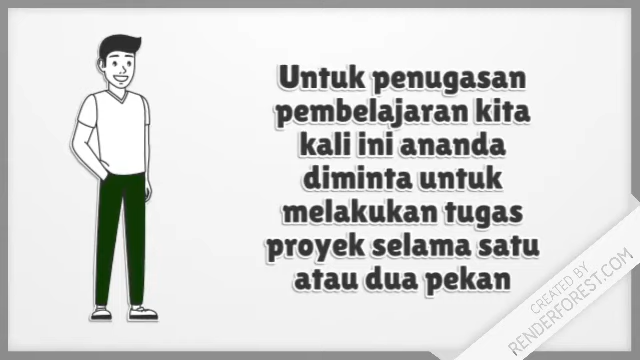 Untuk penugasan
pembelajaran kita
kali ini ananda
diminta untuk
melakukan tugas
proyek selama satu
atau dua pekan
CREATED BY
RENDERFOREST.COM